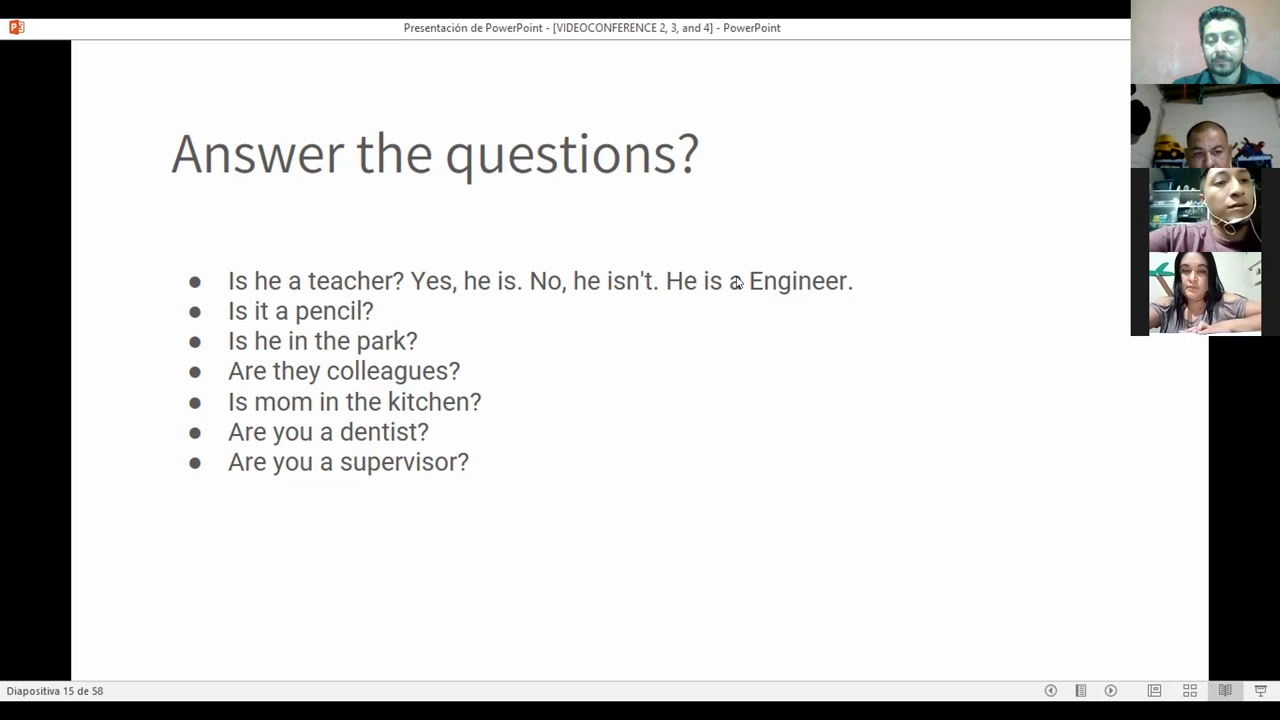 Presentación de PowerPoint - [VIDEOCONFERENCE 2, 3, and 4] - PowerPoint
Answer the questions?
● Is he a teacher? Yes, he is. No, he isn't. He is a Engineer.
● Is it a pencil?
● Is he in the park?
● Are they colleagues?
● Is mom in the kitchen?
● Are you a dentist?
● Are you a supervisor?
Diapositiva 15 de 58